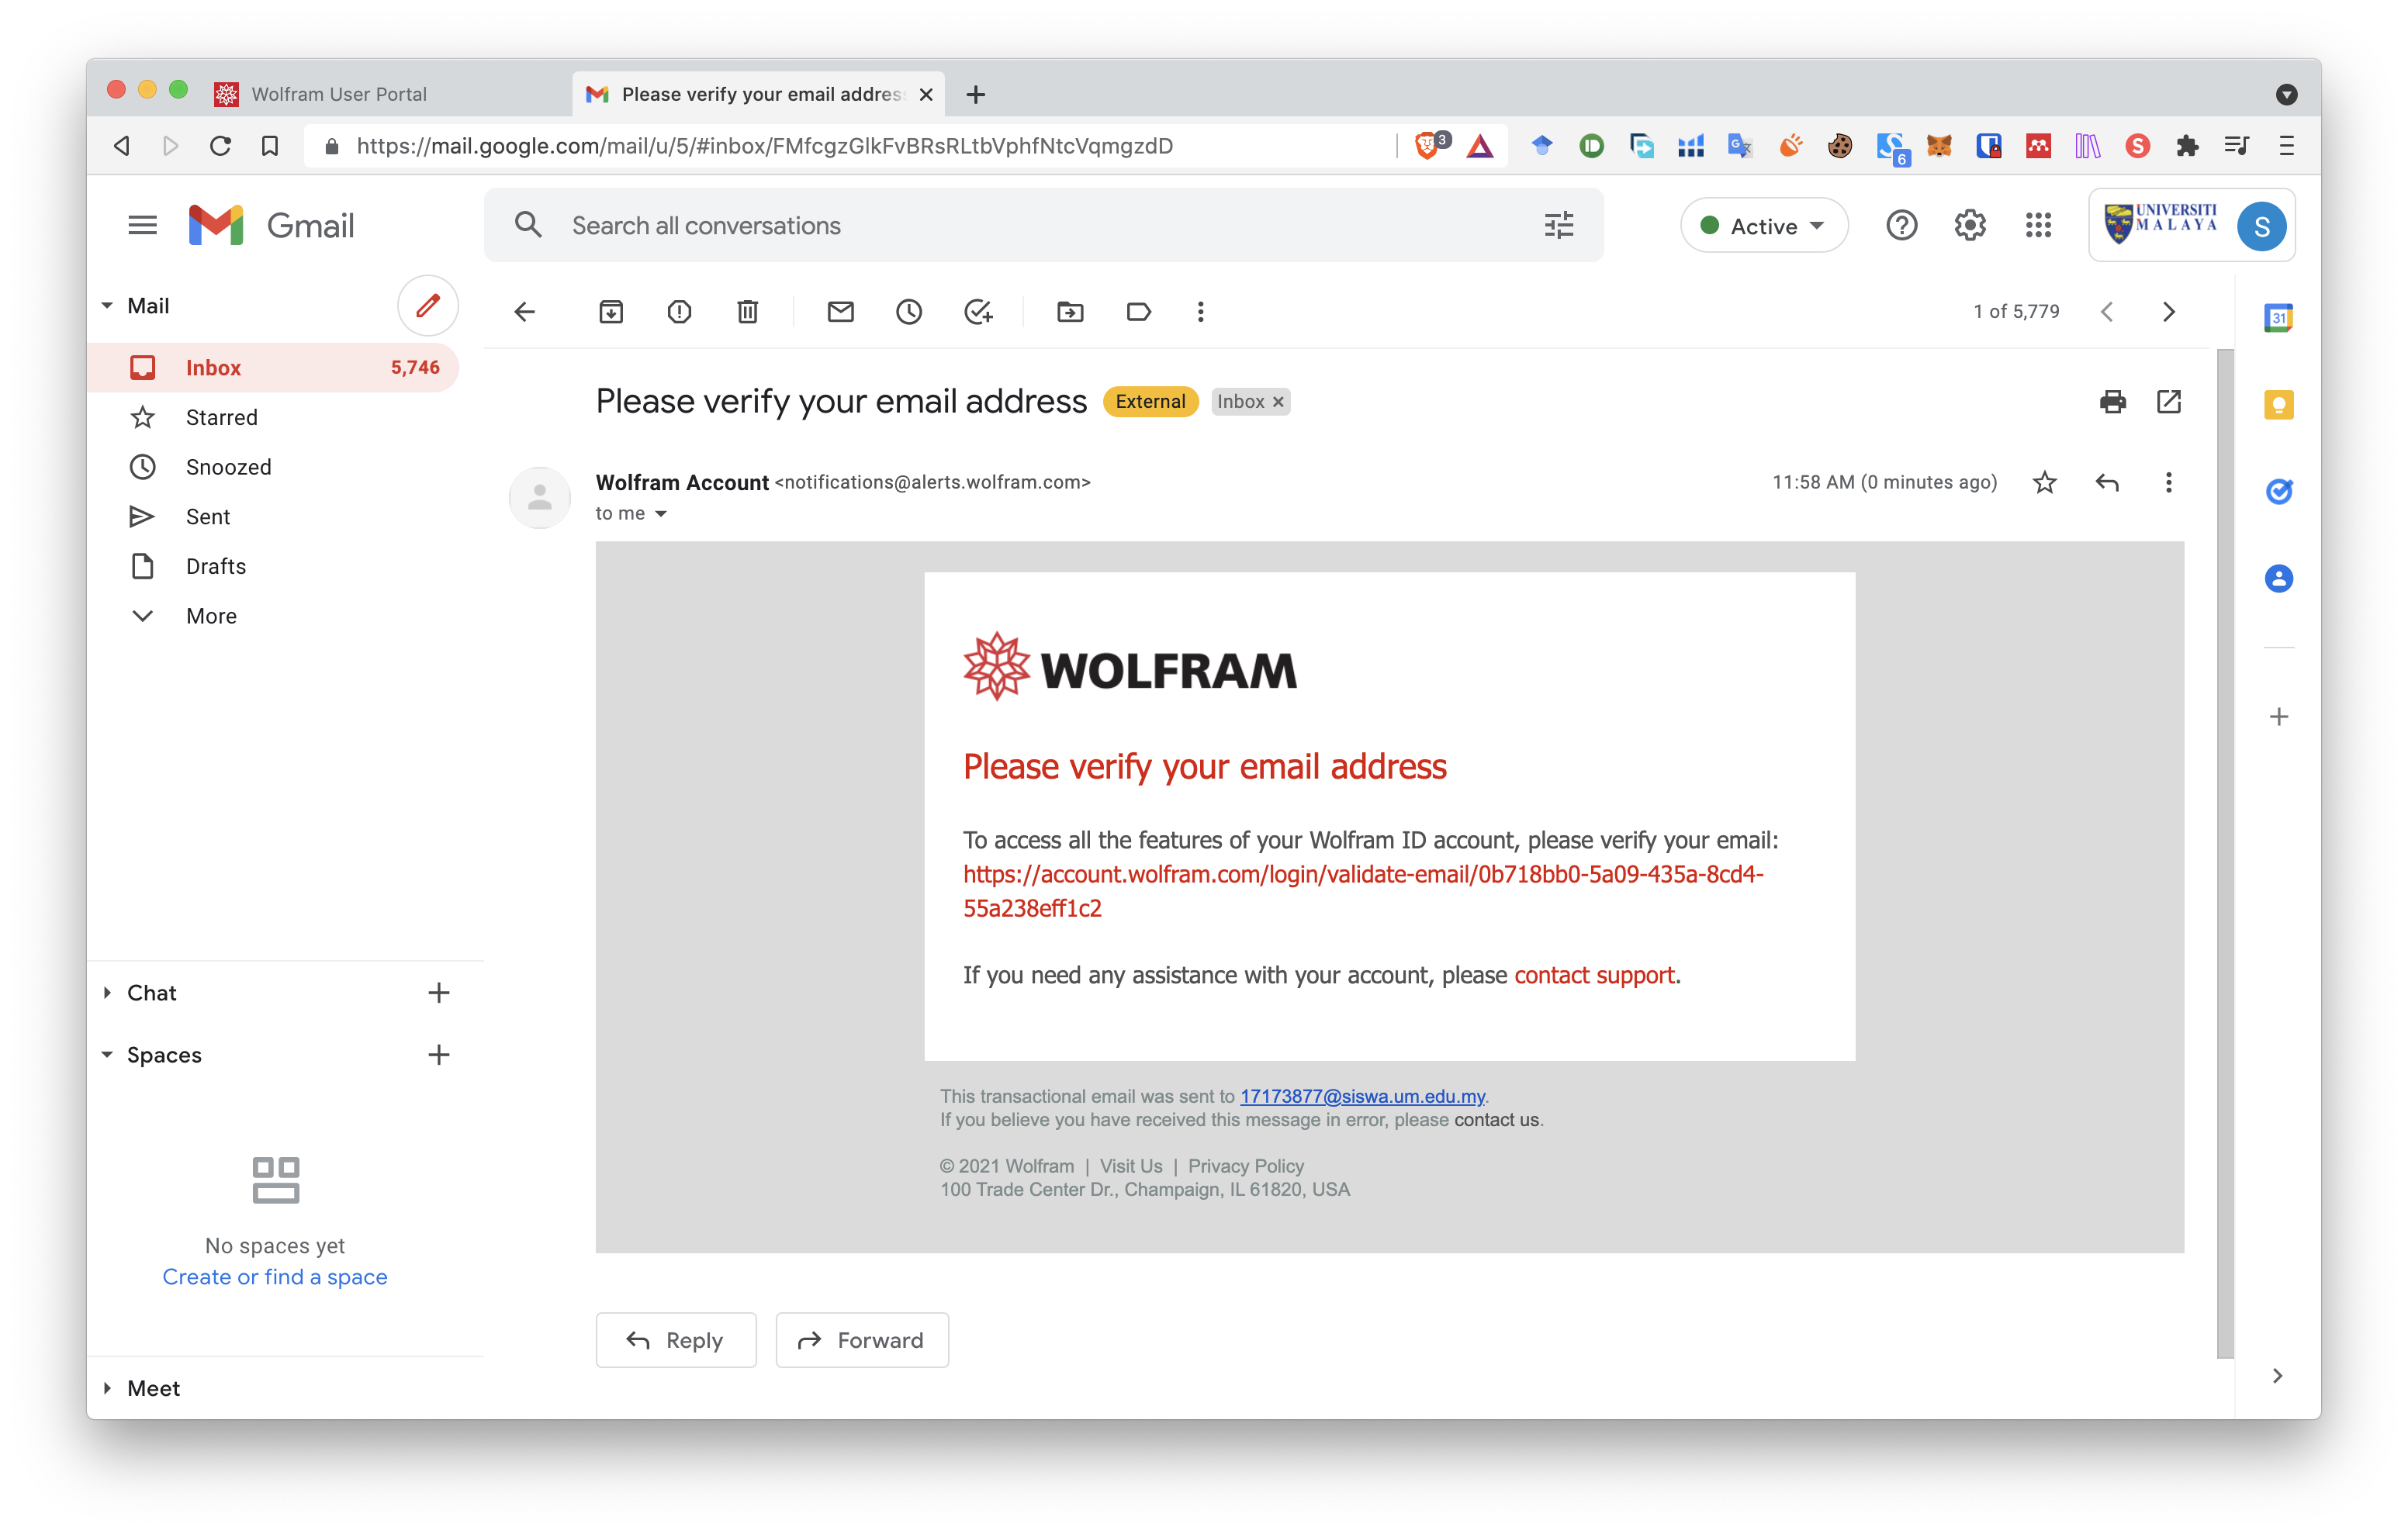 Wolfram User Portal
Please verify your email addres
https://mail.google.com/mail/u/5/#inbox/FMfcgzGlkFvBRsRLtbVphfNtcVqmgzdD
3
6
S
Gmail
Search all conversations
Active
UNIVERSITI
MALAYA
S
Mail
1 of 5,779
31
Inbox 5,746
Starred
Snoozed
Sent
Drafts
More
Please verify your email address External Inbox
Wolfram Account <notifications@alerts.wolfram.com> 11:58 AM (0 minutes ago)
to me
WOLFRAM
Please verify your email address
To access all the features of your Wolfram ID account, please verify your email:
https://account.wolfram.com/login/validate-email/0b718bb0-5a09-435a-8cd4-
55a238eff1c2
If you need any assistance with your account, please contact support.
Chat
Spaces
This transactional email was sent to 17173877@siswa.um.edu.my.
If you believe you have received this message in error, please contact us.
© 2021 Wolfram | Visit Us | Privacy Policy
100 Trade Center Dr., Champaign, IL 61820, USA
No spaces yet
Create or find a space
Reply
Forward
Meet